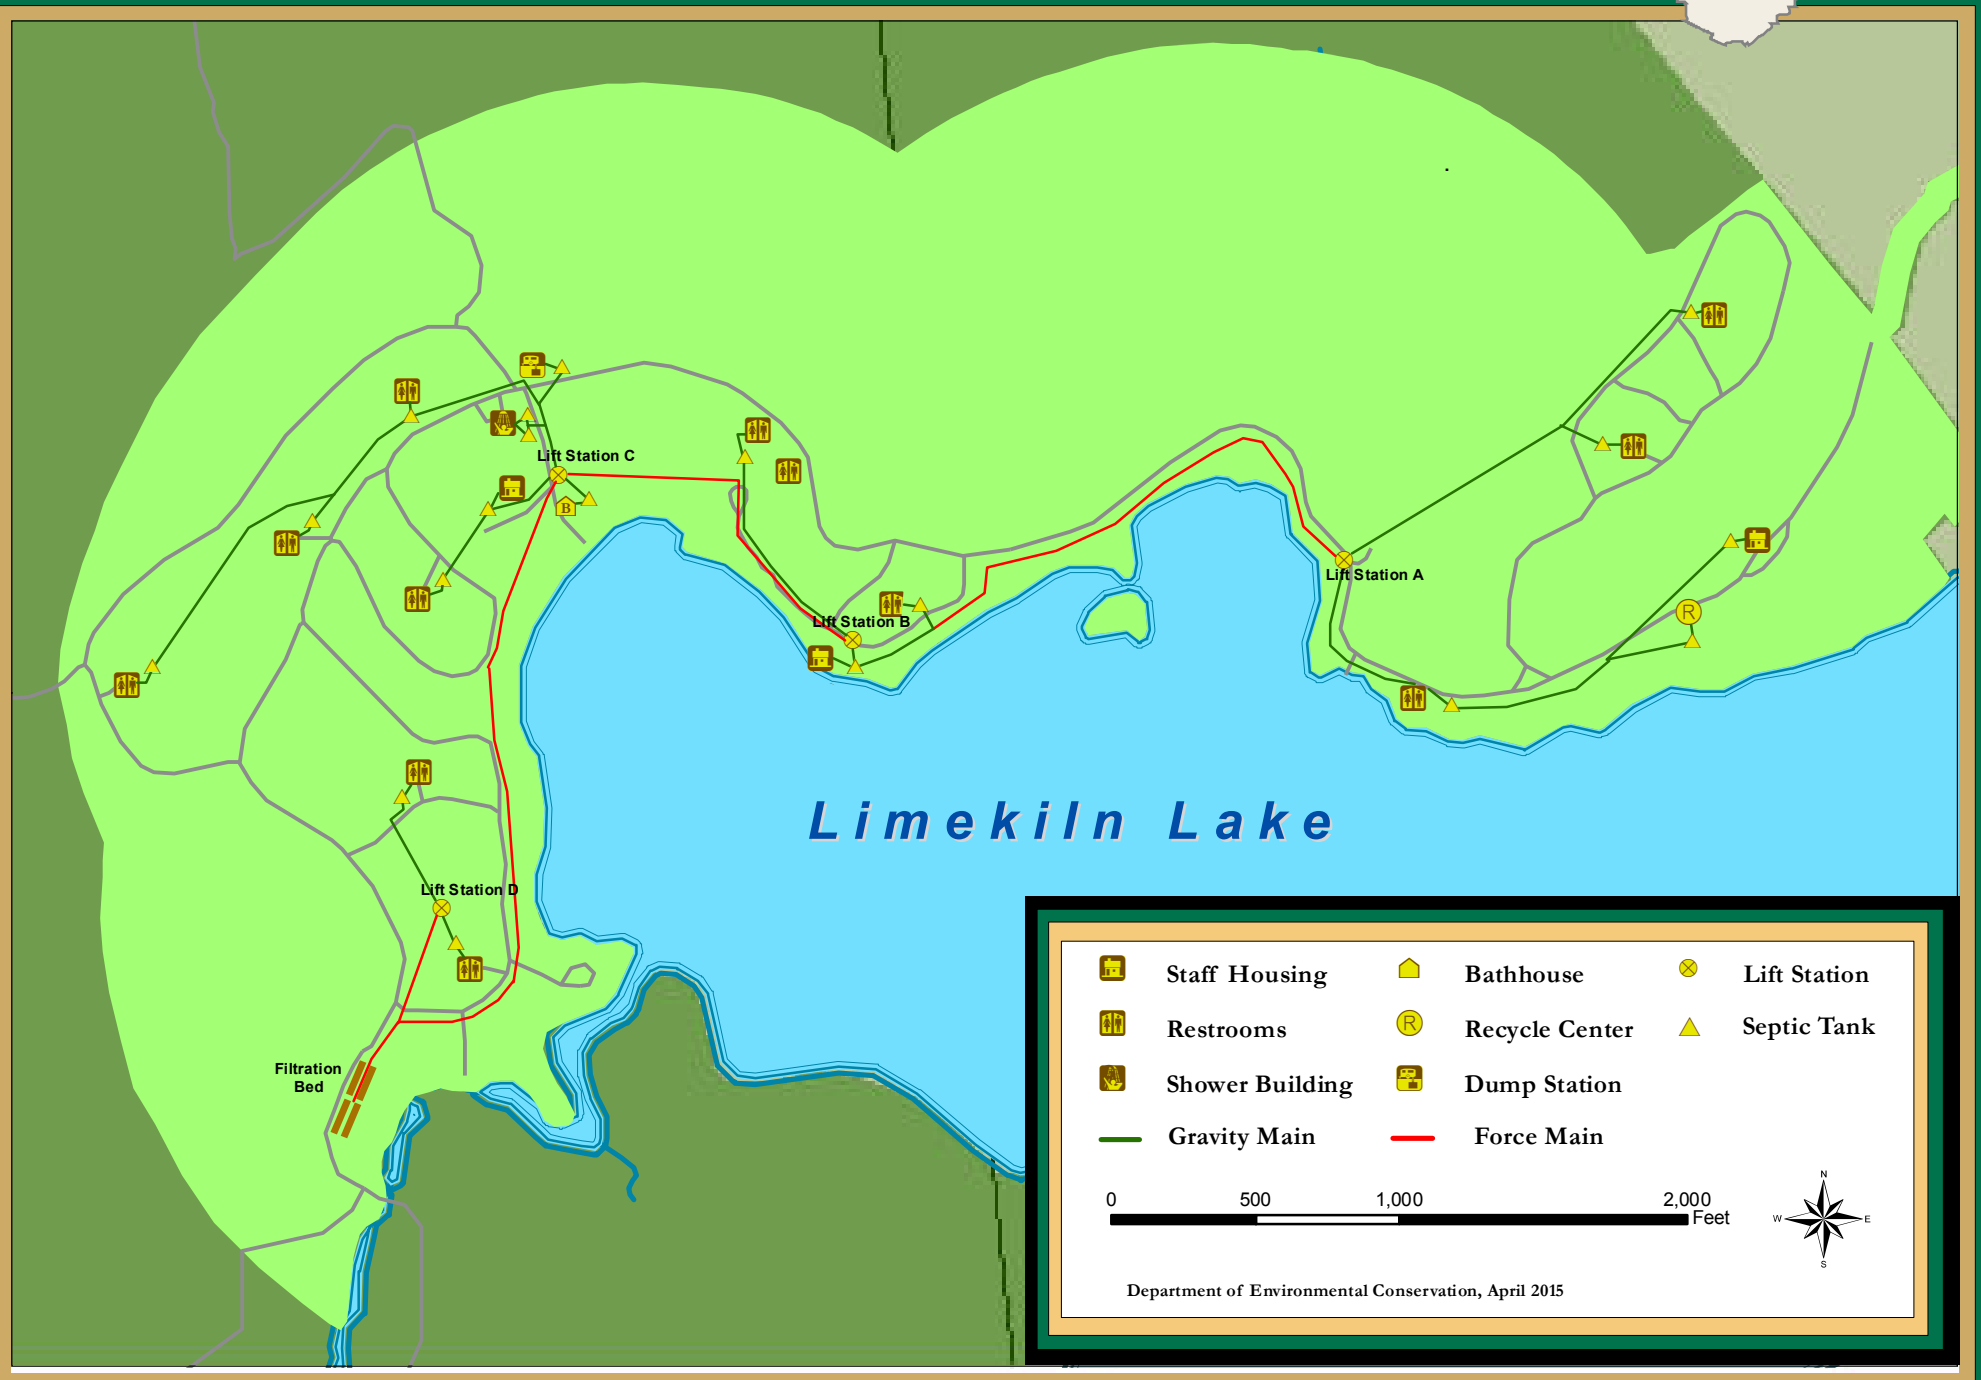 Lift Station C
B
Lift Station B
Lift Station A
R
Limekiln Lake
Lift Station D
Filtration
Bed
Staff Housing
Bathhouse
Lift Station
Restrooms
R
Recycle Center
Septic Tank
Shower Building
Dump Station
Gravity Main
Force Main
0 500 1,000 2,000
Feet
N
W E
S
Department of Environmental Conservation, April 2015